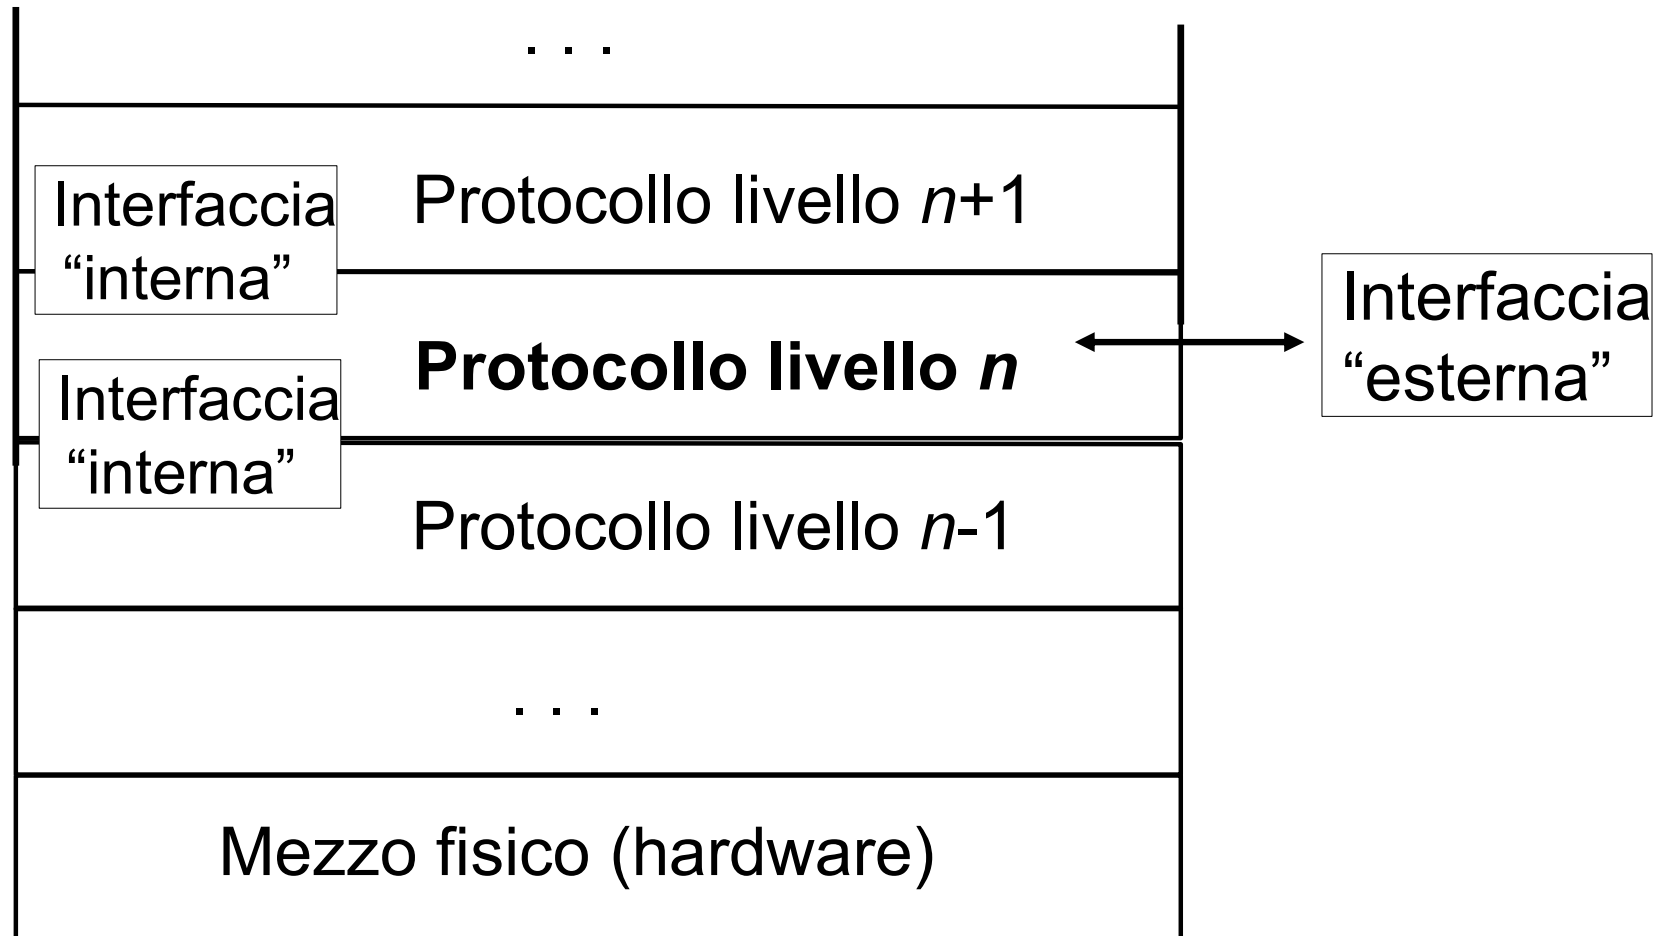 . . .
Protocollo livello n+1
Interfaccia
“interna”
Protocollo livello n
Interfaccia
“esterna”
Interfaccia
“interna”
Protocollo livello n-1
. . .
Mezzo fisico (hardware)